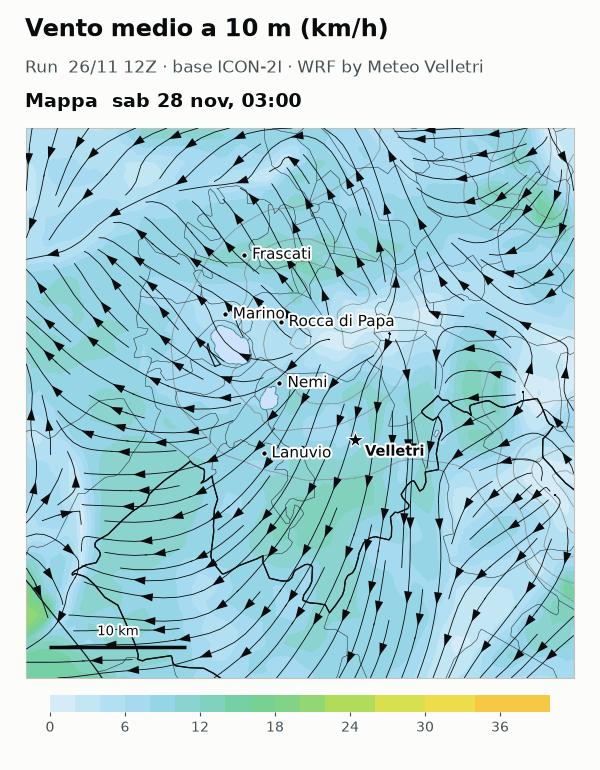 Vento medio a 10 m (km/h)
Run  26/11 12Z · base ICON-2I · WRF by Meteo Velletri
Mappa  sab 28 nov, 03:00
Frascati
Marino
Rocca di Papa
Nemi
Velletri
Lanuvio
10 km
0 6 12 18 24 30 36